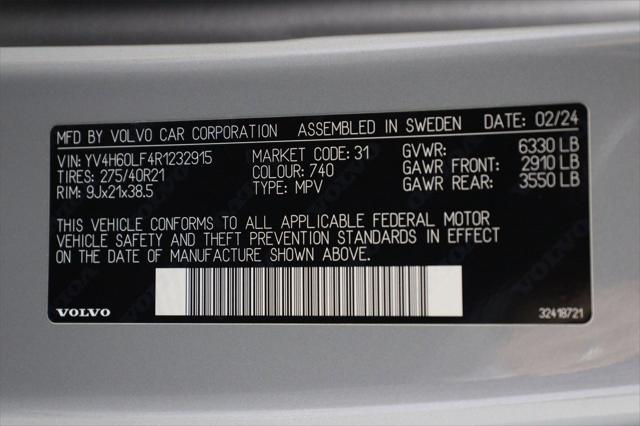 MFD BY VOLVO CAR CORPORATION ASSEMBLED IN SWEDEN DATE: 02/24
VIN: YV4H60LF4R1232915 MARKET CODE: 31 GVWR: 6330 LB
TIRES: 275/40R21 COLOUR: 740 GAWR FRONT: 2910 LB
RIM: 9Jx21x38.5 TYPE: MPV GAWR REAR: 3550 LB
THIS VEHICLE CONFORMS TO ALL APPLICABLE FEDERAL MOTOR
VEHICLE SAFETY AND THEFT PREVENTION STANDARDS IN EFFECT
ON THE DATE OF MANUFACTURE SHOWN ABOVE.
VOLVO 32418721